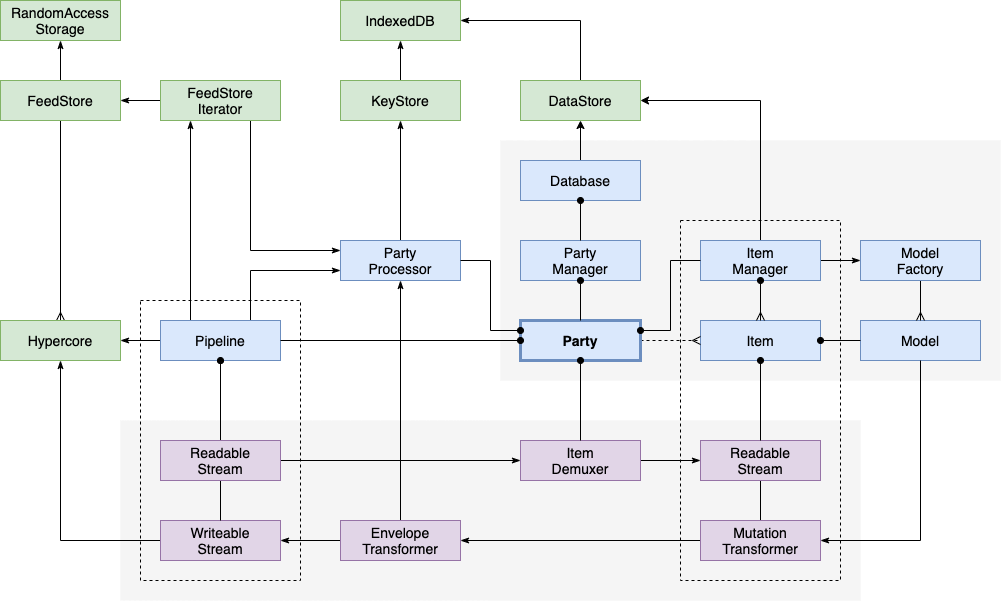 RandomAccess
Storage
IndexedDB
FeedStore
FeedStore
Iterator
KeyStore
DataStore
Database
Party
Processor
Party
Manager
Item
Manager
Model
Factory
Hypercore
Pipeline
Party
Item
Model
Readable
Stream
Item
Demuxer
Readable
Stream
Writeable
Stream
Envelope
Transformer
Mutation
Transformer